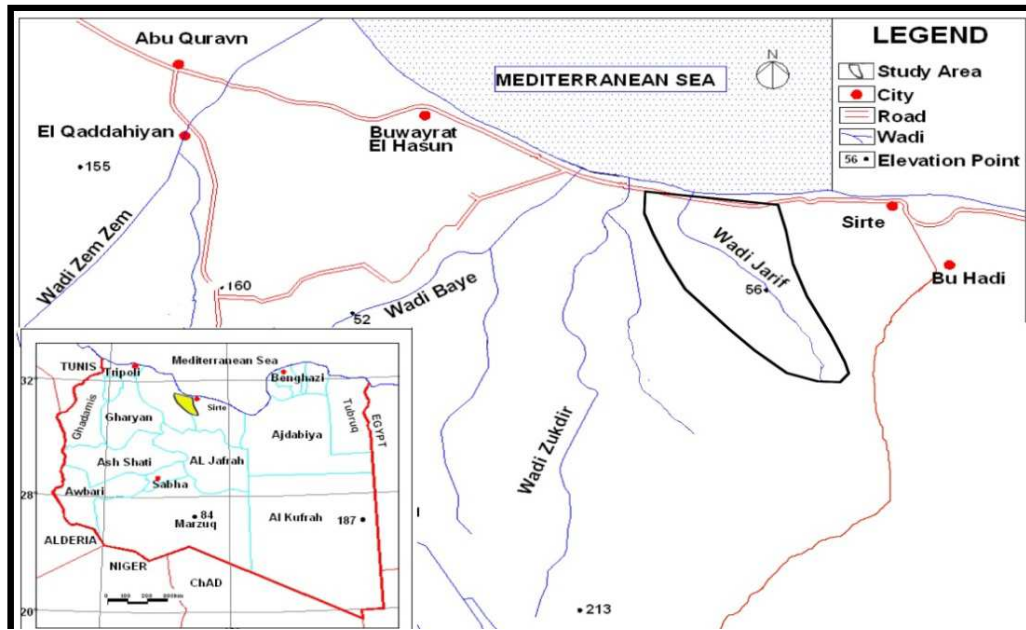 Abu Quravn
El Qaddahiyan
155
Buwayrat
El Hasun
MEDITERRANEAN SEA
N
LEGEND
Study Area
City
Road
Wadi
56 Elevation Point
Wadi Zem Zem
160
Wadi Baye
52
Wadi Zukdir
Wadi Jarif
56
Sirte
Bu Hadi
213
TUNIS
Tripoli
Mediterranean Sea
Benghazi
32
Ghadamis
Gharyan
Sirte
Tubruq
EGYPT
Ajdabiya
Ash Shati
AL Jafrah
Awbari
Sabha
28
84
Marzuq
Al Kufrah
187
ALDERIA
NIGER
ChAD
20
0 100 200